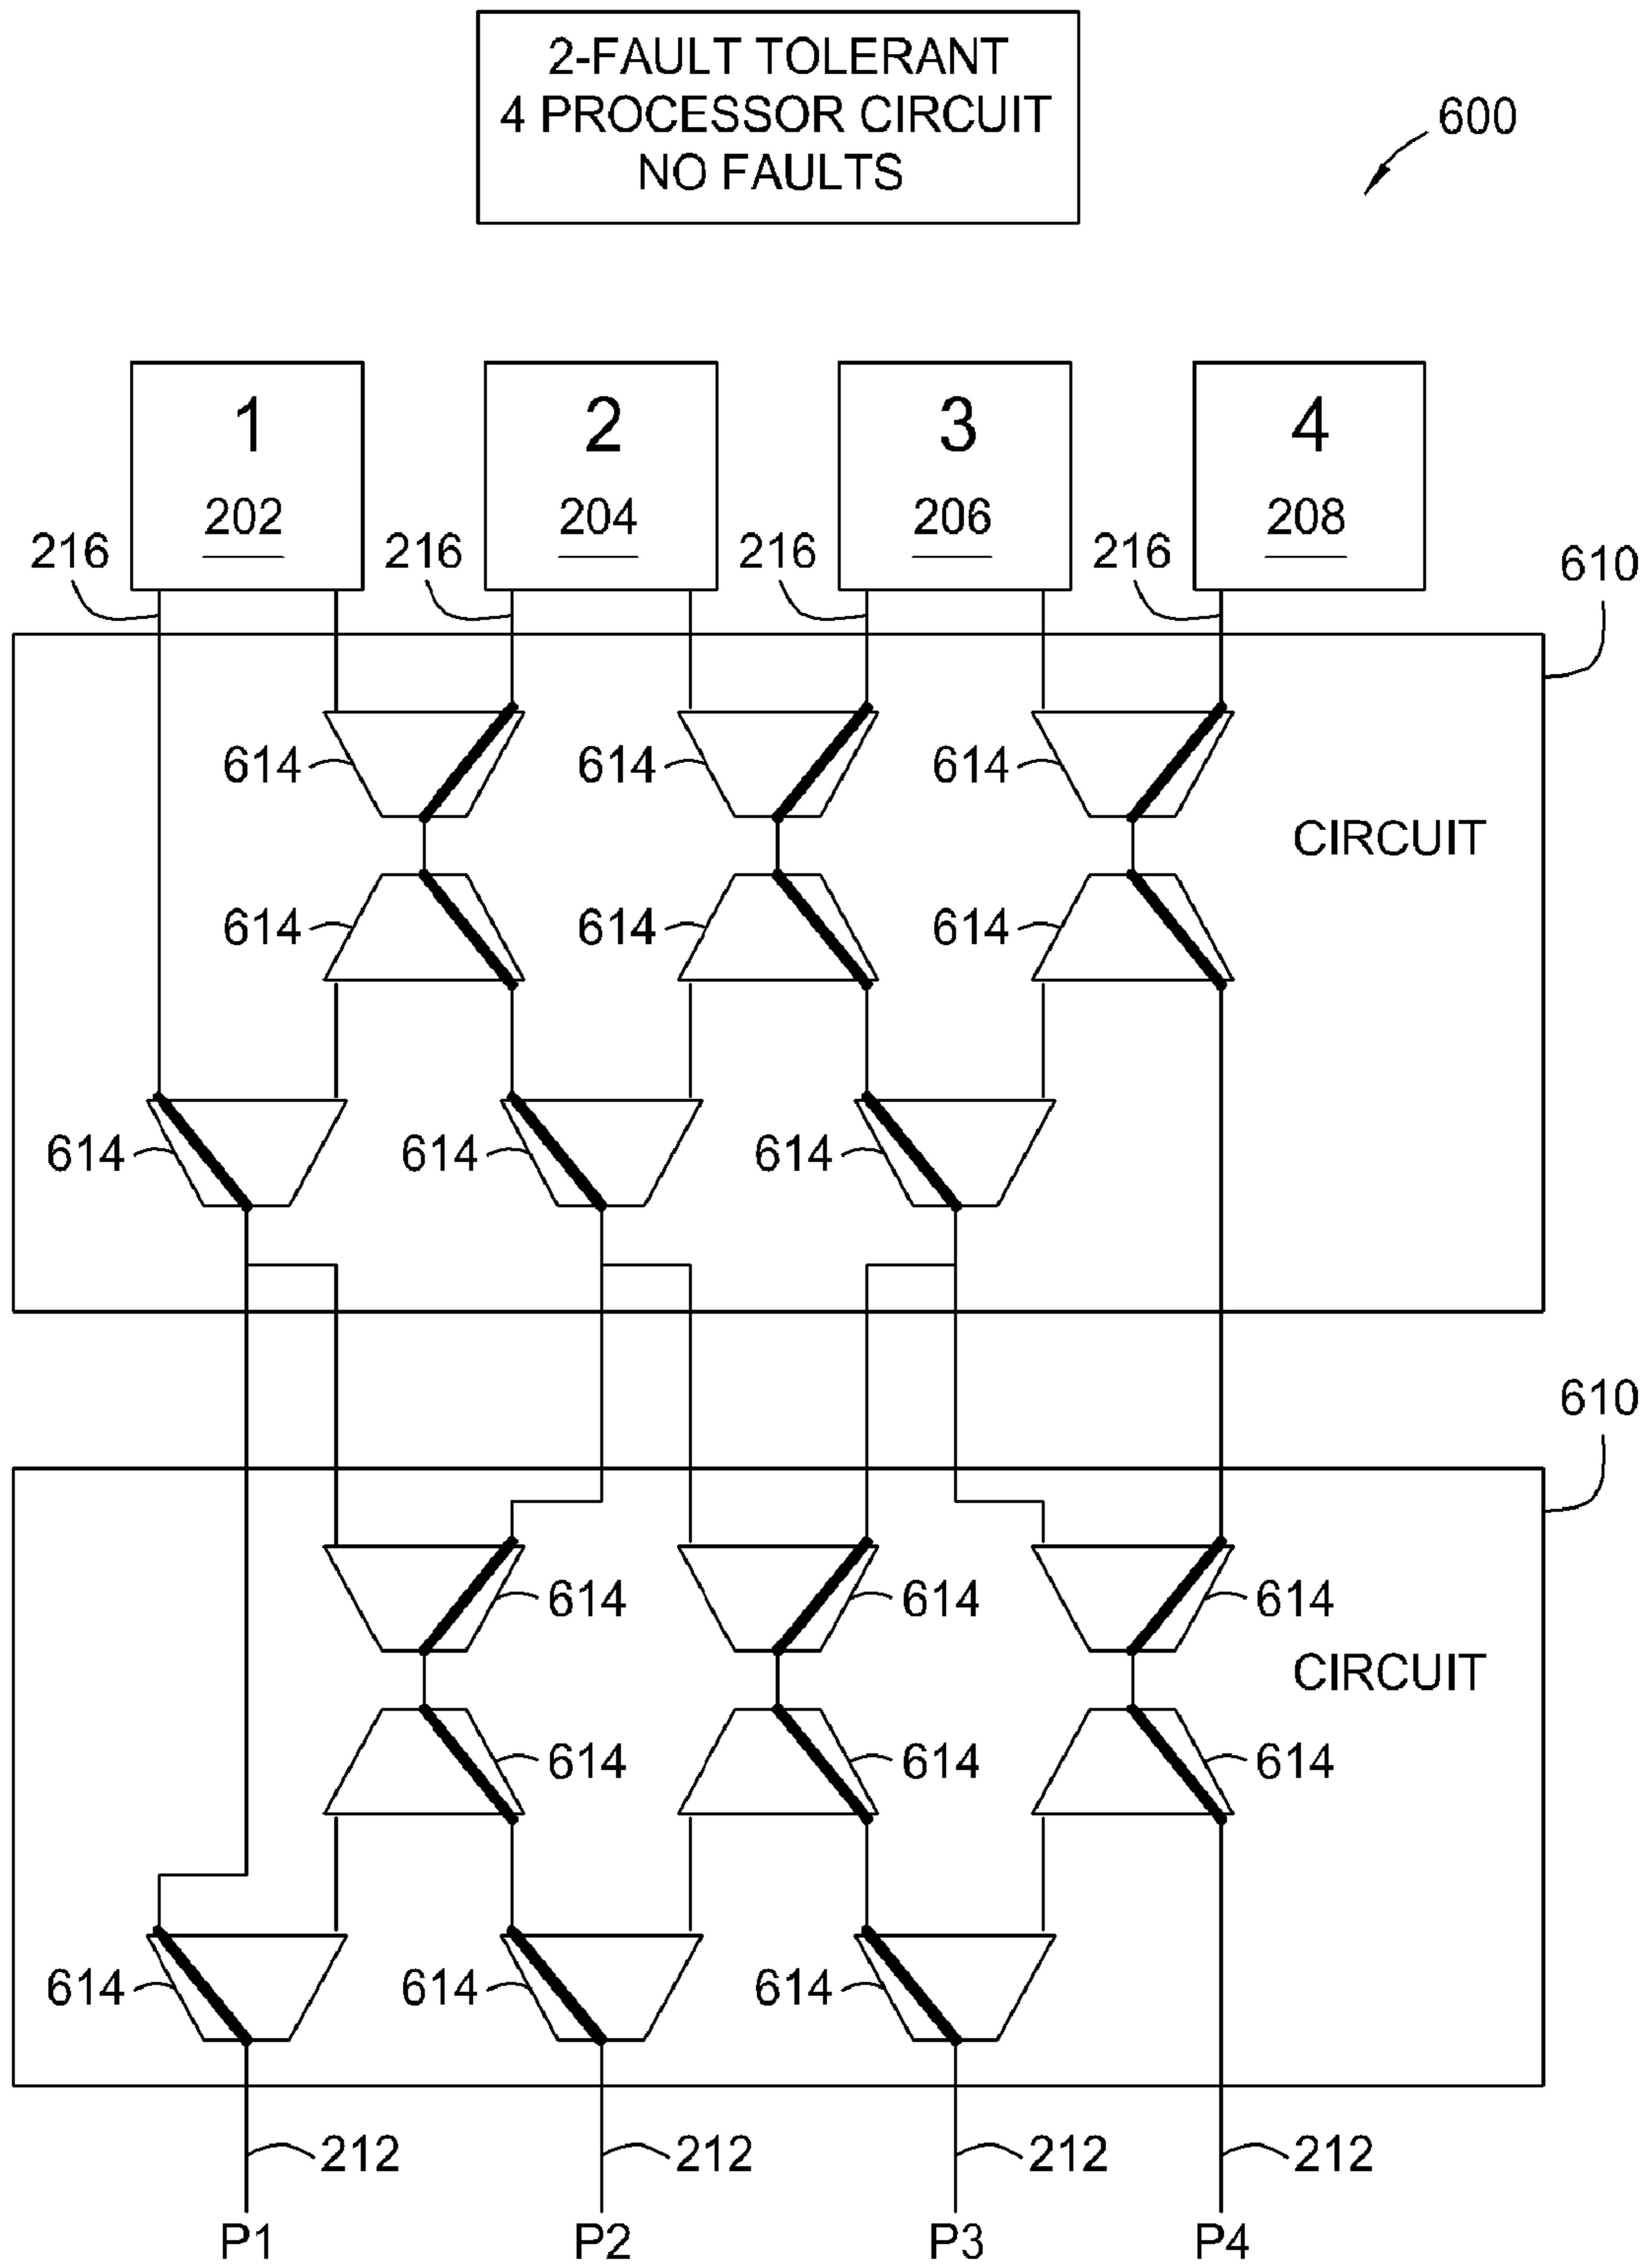 2-FAULT TOLERANT
4 PROCESSOR CIRCUIT
NO FAULTS
600
1 2 3 4
202 204 206 208
216 216 216 216
610
614 614 614
CIRCUIT
614 614 614
614 614 614
610
614 614 614
CIRCUIT
614 614 614
614 614 614
212 212 212 212
P1 P2 P3 P4